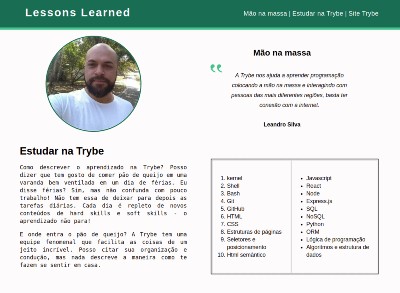 Lessons Learned
Mão na massa | Estudar na Trybe | Site Trybe
Mão na massa
“
A Trybe nos ajuda a aprender programação
colocando a mão na massa e interagindo com
pessoas das mais diferentes regiões, basta ter
conexão com a internet.
Leandro Silva
Estudar na Trybe
Como descrever o aprendizado na Trybe? Posso
dizer que tem gosto de comer pão de queijo em uma
varanda bem ventilada em um dia de férias. Eu
disse férias? Sim, mas não confunda com pouco
trabalho! Não tem essa de deixar para depois as
tarefas diárias. Cada dia é repleto de novos
conteúdos de hard skills e soft skills - o
aprendizado não para!
E onde entra o pão de queijo? A Trybe tem uma
equipe fenomenal que facilita as coisas de um
jeito incrível. Posso citar sua organização e
condução, mas nada descreve a maneira como te
fazem se sentir em casa.
1. kernel
2. Shell
3. Bash
4. Git
5. GitHub
6. HTML
7. CSS
8. Estruturas de páginas
9. Seletores e
posicionamento
10. Html semântico
• Javascript
• React
• Node
• Express.js
• SQL
• NoSQL
• Python
• ORM
• Lógica de programação
• Algoritmos e estrutura de
dados